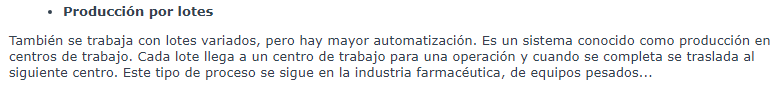 • Producción por lotes
También se trabaja con lotes variados, pero hay mayor automatización. Es un sistema conocido como producción en
centros de trabajo. Cada lote llega a un centro de trabajo para una operación y cuando se completa se traslada al
siguiente centro. Este tipo de proceso se sigue en la industria farmacéutica, de equipos pesados...